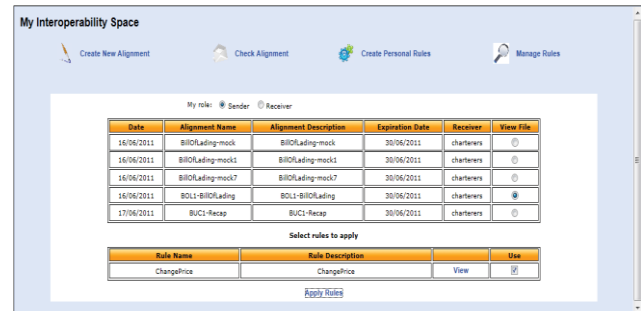 My Interoperability Space
Create New Alignment Check Alignment Create Personal Rules Manage Rules
My role: Sender Receiver
Date Alignment Name Alignment Description Expiration Date Receiver View File
16/06/2011 BillOfLading-mock BillOfLading-mock 30/06/2011 charterers
16/06/2011 BillOfLading-mock1 BillOfLading-mock1 30/06/2011 charterers
16/06/2011 BillOfLading-mock7 BillOfLading-mock7 30/06/2011 charterers
16/06/2011 BOL1-BillOfLading BOL1-BillOfLading 30/06/2011 charterers
17/06/2011 BUC1-Recap BUC1-Recap 30/06/2011 charterers
Select rules to apply
Rule Name Rule Description Use
ChangePrice ChangePrice View
Apply Rules